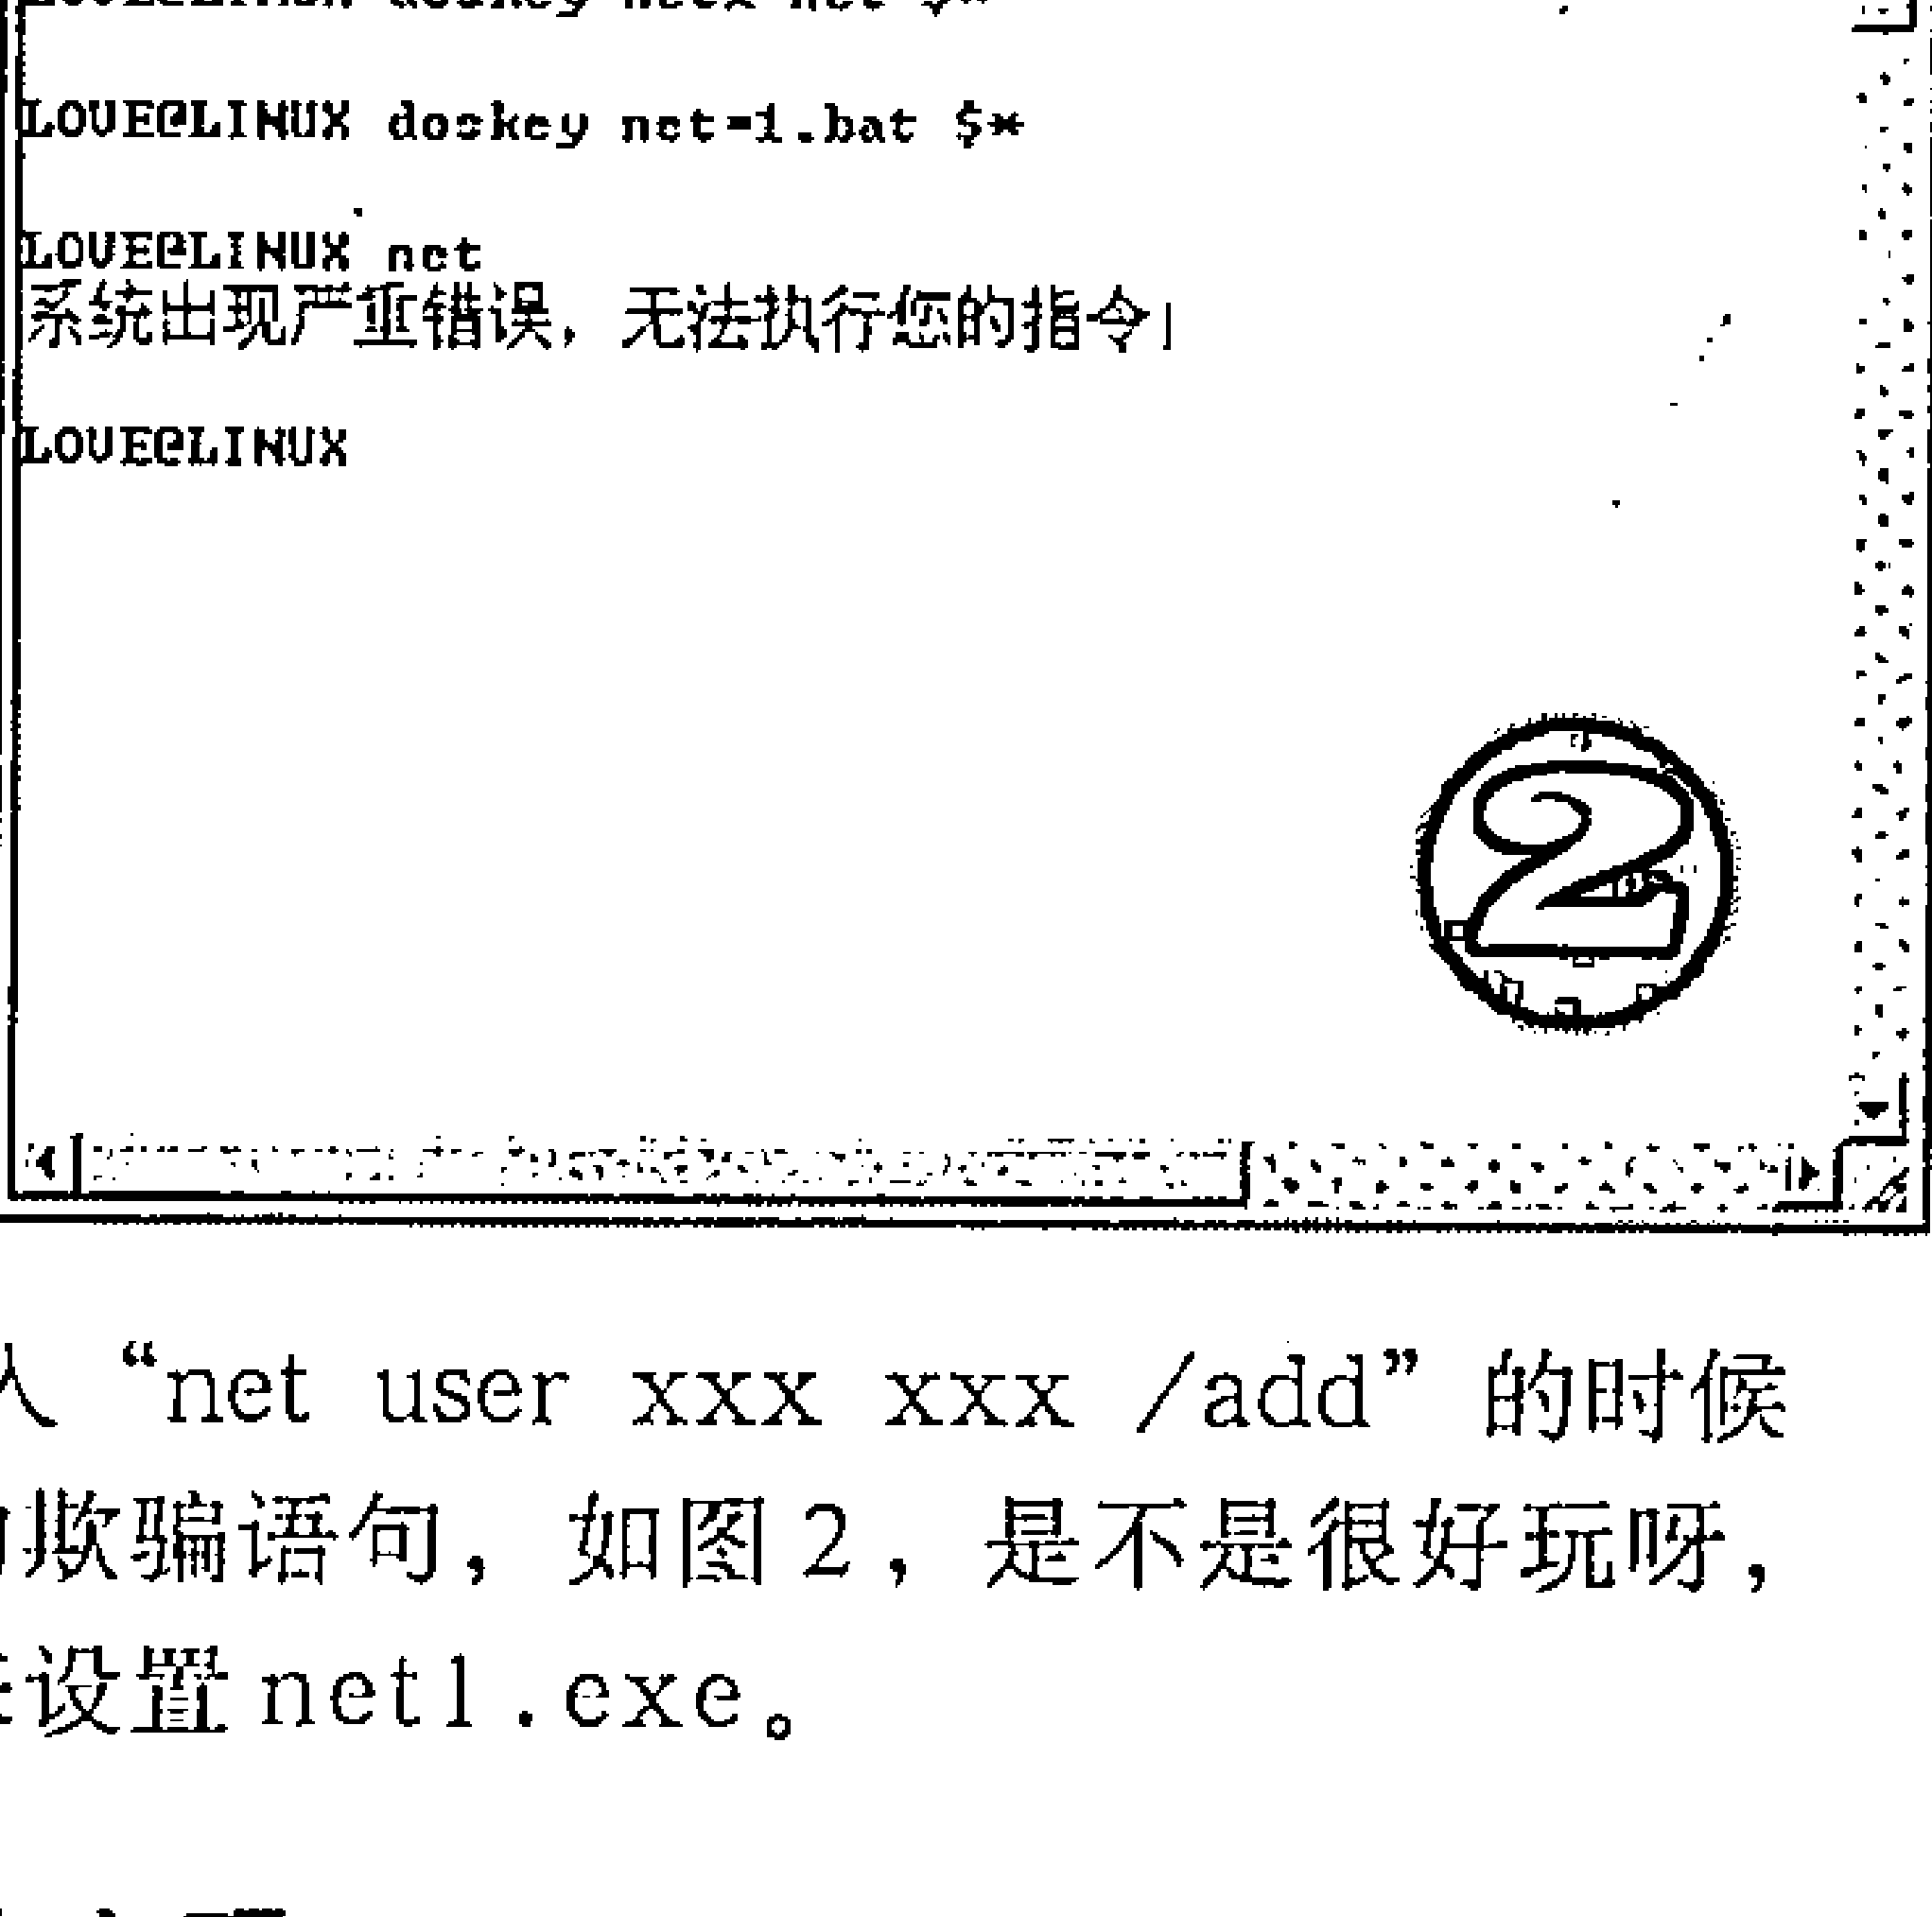 LOVE@LINUX doskey net=1.bat $*
LOVE@LINUX net
系统出现严重错误，无法执行您的指令!
LOVE@LINUX
2
入 “net user xxx xxx /add” 的时候
欺骗语句，如图2，是不是很好玩呀，
设置net1.exe。